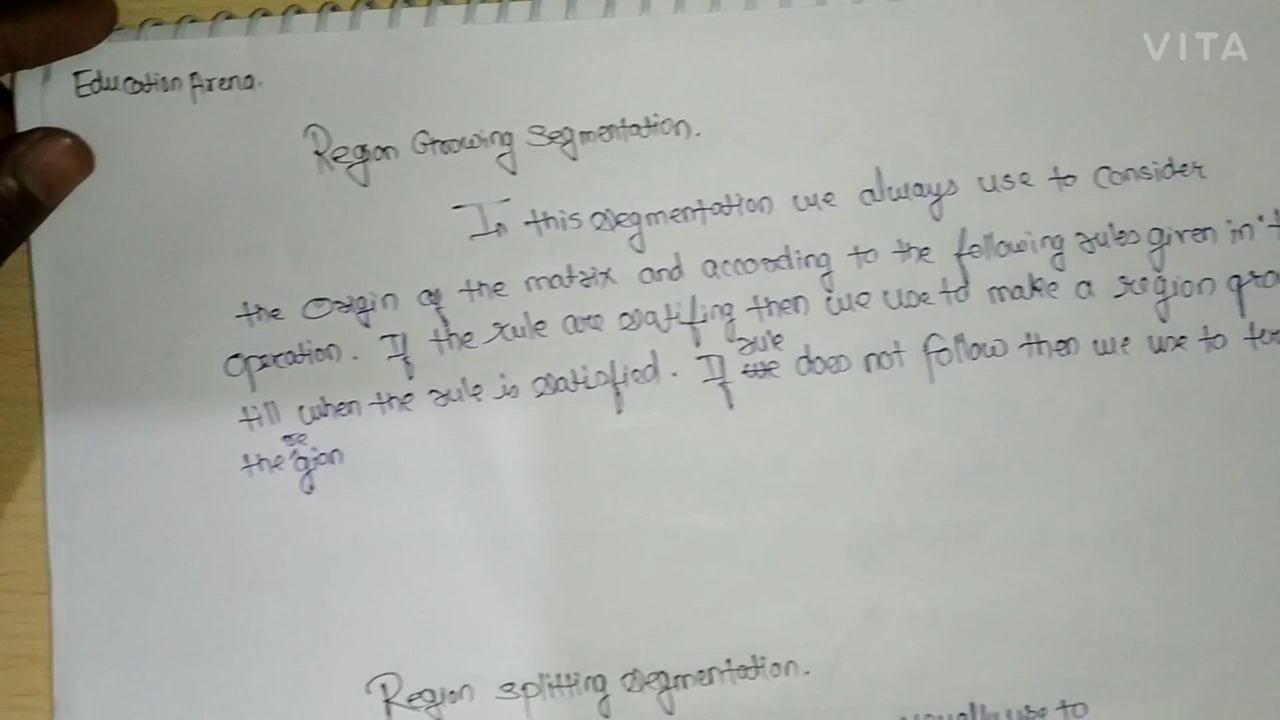 VITA
Education Arena.
Region Growing Segmentation.
In this segmentation we always use to consider
the Origin of the matrix and according to the following rules given in
Operation. If the rule are satifing then we use to make a region
till when the rule is satisfied. If rule does not follow then we use to
the region
Region splitting segmentation.
usually use to